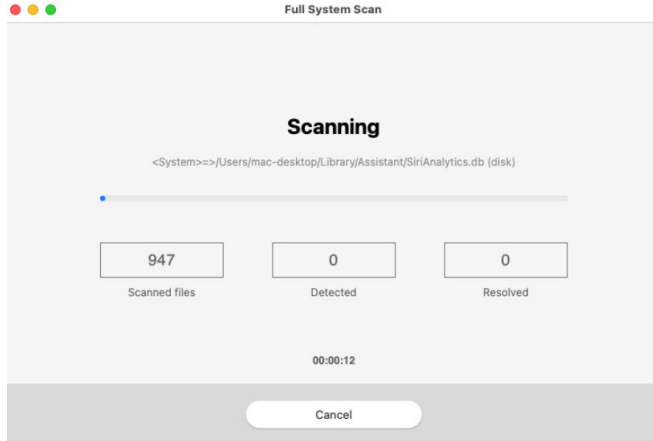 Full System Scan
Scanning
<System>=>/Users/mac-desktop/Library/Assistant/SiriAnalytics.db (disk)
947
0
0
Scanned files
Detected
Resolved
00:00:12
Cancel